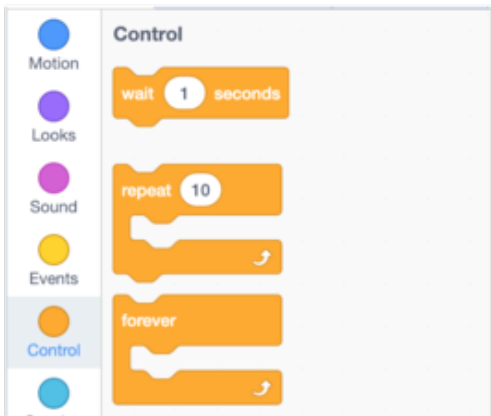 Motion
Looks
Sound
Events
Control
Control
wait 1 seconds
repeat 10
forever